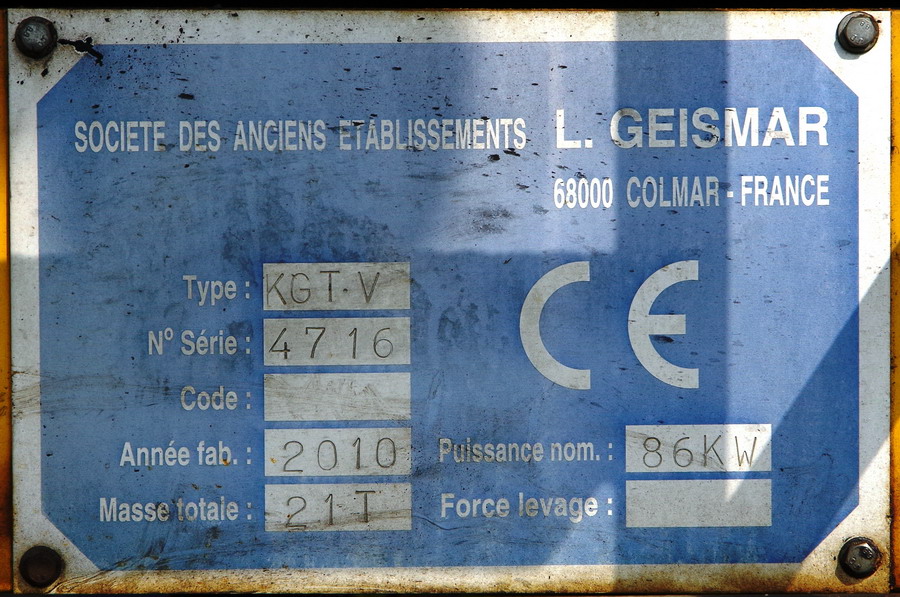 SOCIETE DES ANCIENS ETABLISSEMENTS L. GEISMAR
68000 COLMAR - FRANCE
Type : KGT-V
Nº Série : 4716
Code :
Année fab. : 2010
Masse totale : 21T
CE
Puissance nom. : 86KW
Force levage :